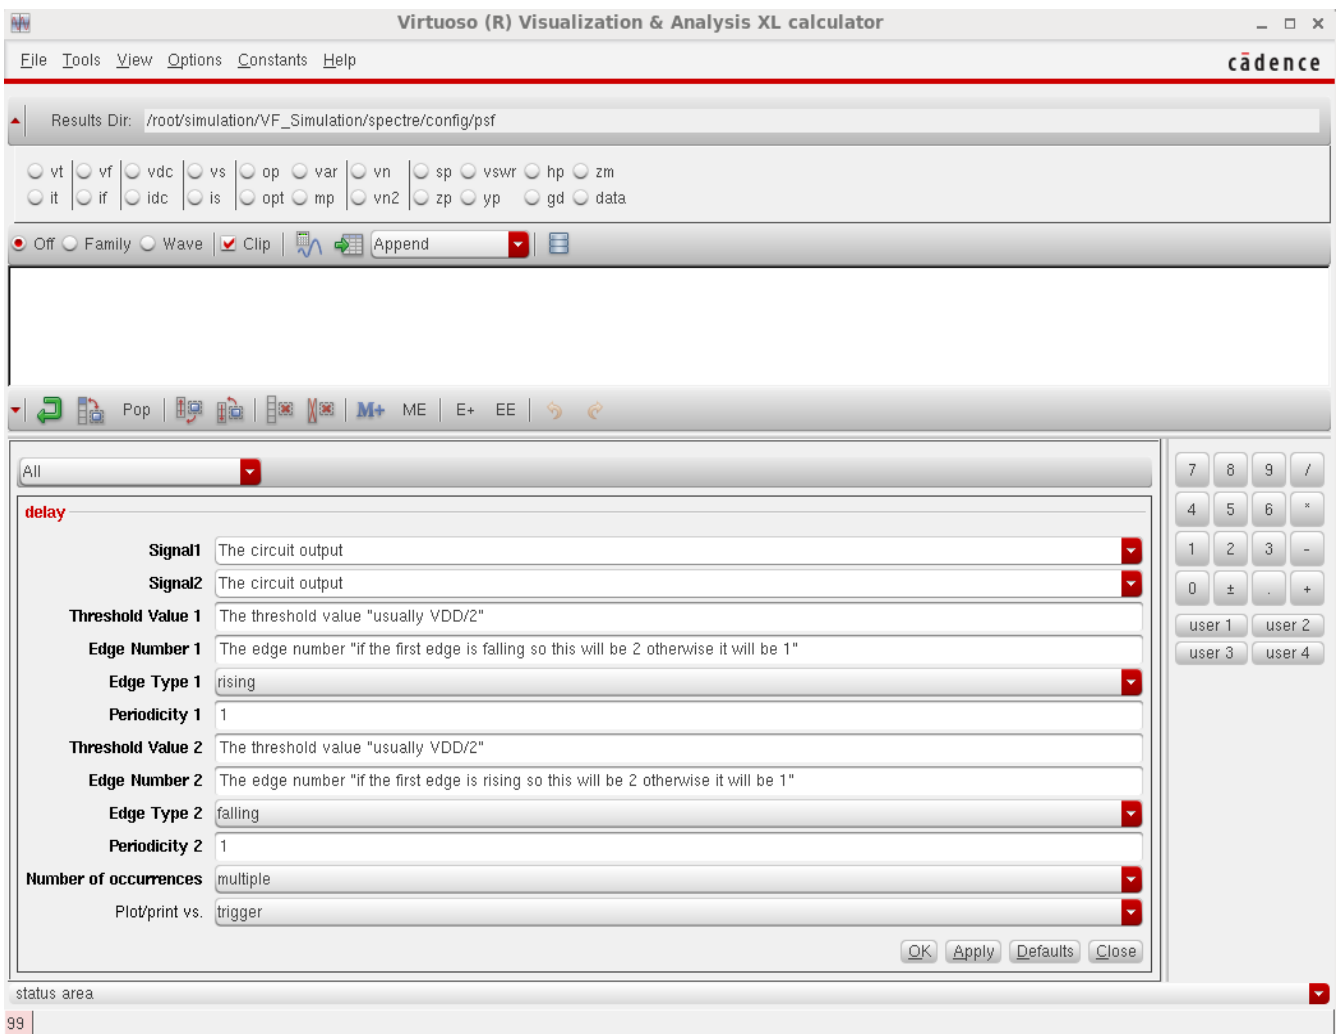 Virtuoso (R) Visualization & Analysis XL calculator
File Tools View Options Constants Help
cādence
Results Dir: /root/simulation/VF_Simulation/spectre/config/psf
vt vf vdc vs op var vn sp vswr hp zm
it if idc is opt mp vn2 zp yp gd data
Off Family Wave Clip Append
Pop M+ ME E+ EE
All
delay
Signal1 The circuit output
Signal2 The circuit output
Threshold Value 1 The threshold value "usually VDD/2"
Edge Number 1 The edge number "if the first edge is falling so this will be 2 otherwise it will be 1"
Edge Type 1 rising
Periodicity 1 1
Threshold Value 2 The threshold value "usually VDD/2"
Edge Number 2 The edge number "if the first edge is rising so this will be 2 otherwise it will be 1"
Edge Type 2 falling
Periodicity 2 1
Number of occurrences multiple
Plot/print vs. trigger
OK Apply Defaults Close
7 8 9 /
4 5 6 *
1 2 3 -
0 ± . +
user 1 user 2
user 3 user 4
status area
99